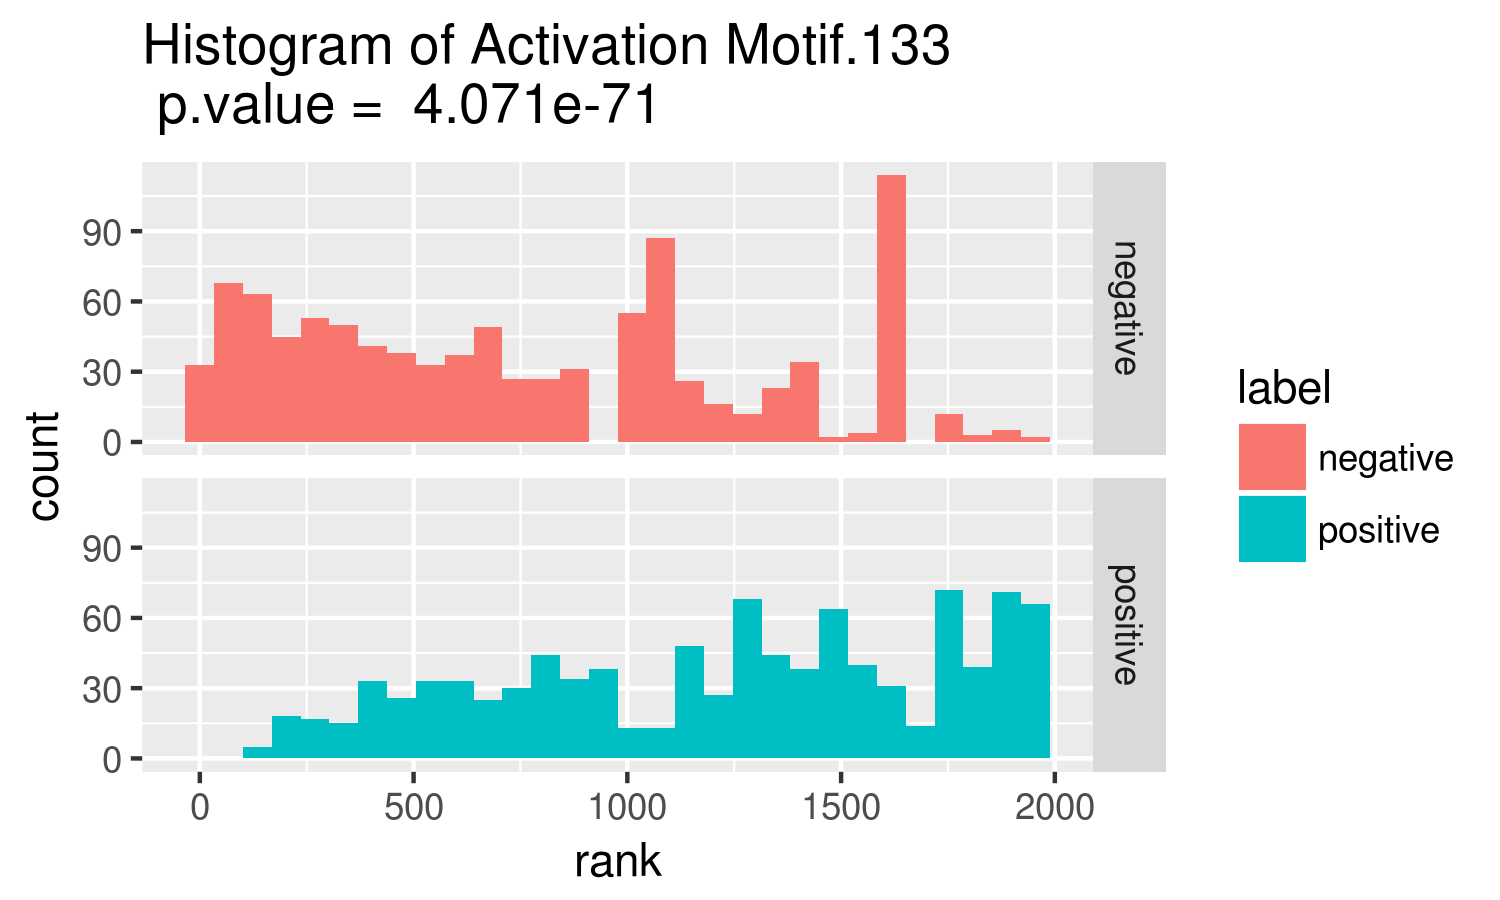 Histogram of Activation Motif.133
p.value =  4.071e-71
90
60
30
0
negative
90
60
30
0
positive
count
0 500 1000 1500 2000
rank
label
negative
positive